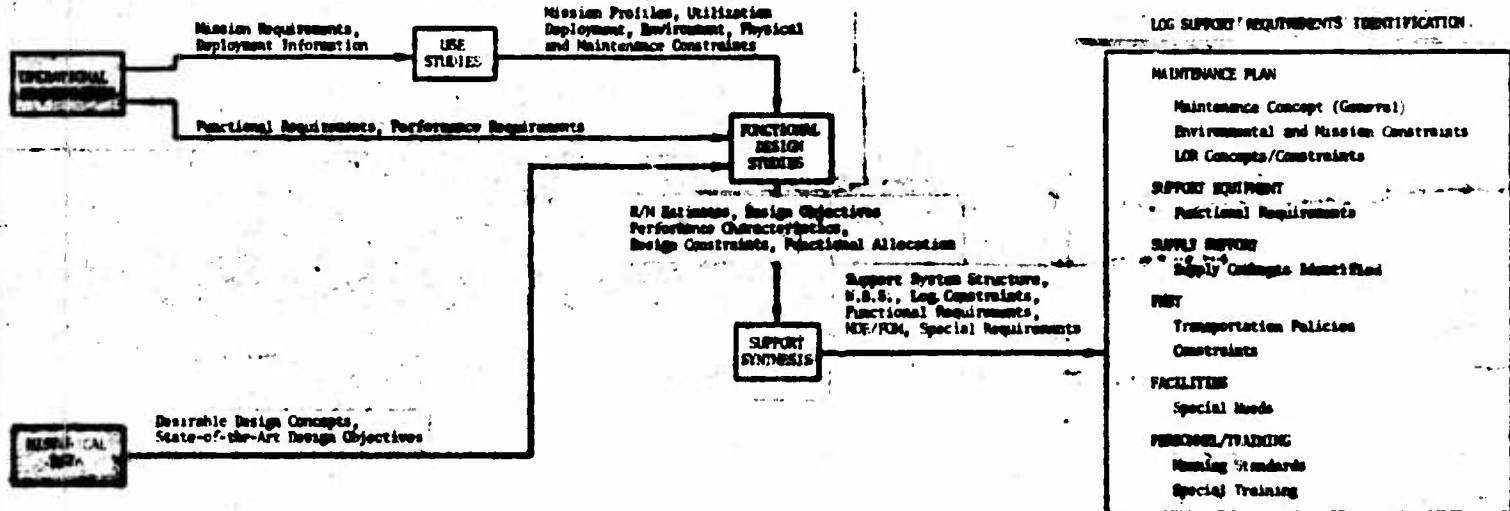 Mission Requirements,
Deployment Information
USE
STUDIES
Mission Profiles, Utilization
Deployment, Environment, Physical
and Maintenance Constraints
OPERATIONAL
Functional Requirements, Performance Requirements
FUNCTIONAL
DESIGN
STUDIES
R/M Estimates, Design Objectives
Performance Characteristics,
Design Constraints, Functional Allocation
Support System Structure,
W.B.S., Log Constraints,
Functional Requirements,
MOE/FOM, Special Requirements
SUPPORT
SYNTHESIS
Desirable Design Concepts,
State-of-the-Art Design Objectives
DATA
LOG SUPPORT REQUIREMENTS IDENTIFICATION
MAINTENANCE PLAN
Maintenance Concept (General)
Environmental and Mission Constraints
LOR Concepts/Constraints
SUPPORT EQUIPMENT
Functional Requirements
SUPPLY SUPPORT
Supply Concepts Identified
Transportation Policies
Constraints
FACILITIES
Special Needs
PERSONNEL/TRAINING
Manning Standards
Special Training